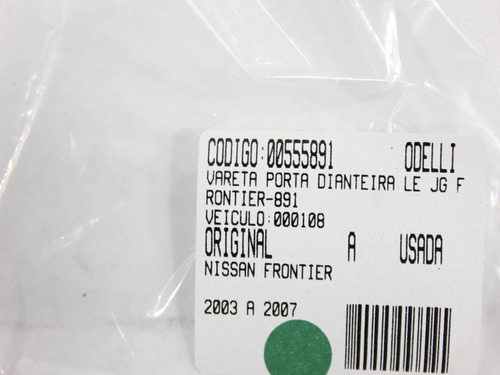 CODIGO:00555891 ODELLI
VARETA PORTA DIANTEIRA LE JG F
RONTIER-891
VEICULO:000108
ORIGINAL A USADA
NISSAN FRONTIER
2003 A 2007